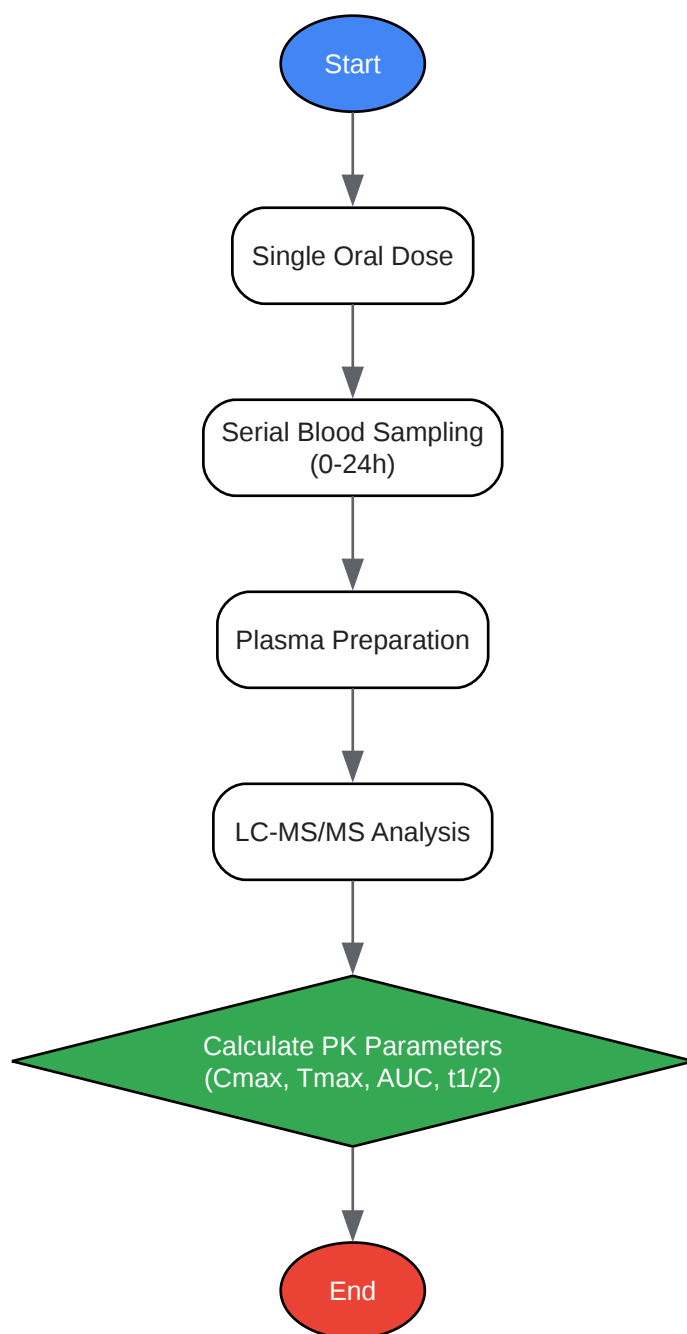 Start
Single Oral Dose
Serial Blood Sampling
(0-24h)
Plasma Preparation
LC-MS/MS Analysis
Calculate PK Parameters
(Cmax, Tmax, AUC, t1/2)
End